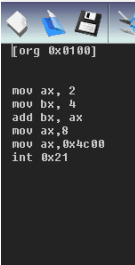 [org 0x0100]
mov ax, 2
mov bx, 4
add bx, ax
mov ax,8
mov ax,0x4c00
int 0x21